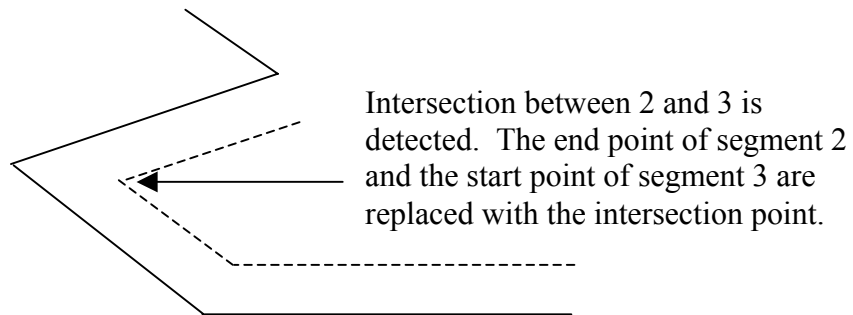 Intersection between 2 and 3 is
detected.  The end point of segment 2
and the start point of segment 3 are
replaced with the intersection point.